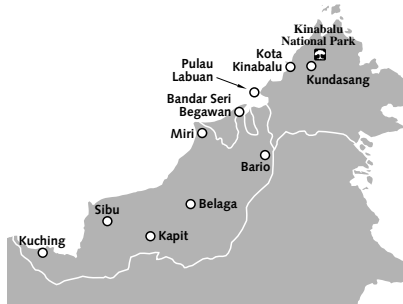 Kinabalu
National Park
Kota
Kinabalu
Kundasang
Pulau
Labuan
Bandar Seri
Begawan
Miri
Bario
Belaga
Sibu
Kapit
Kuching